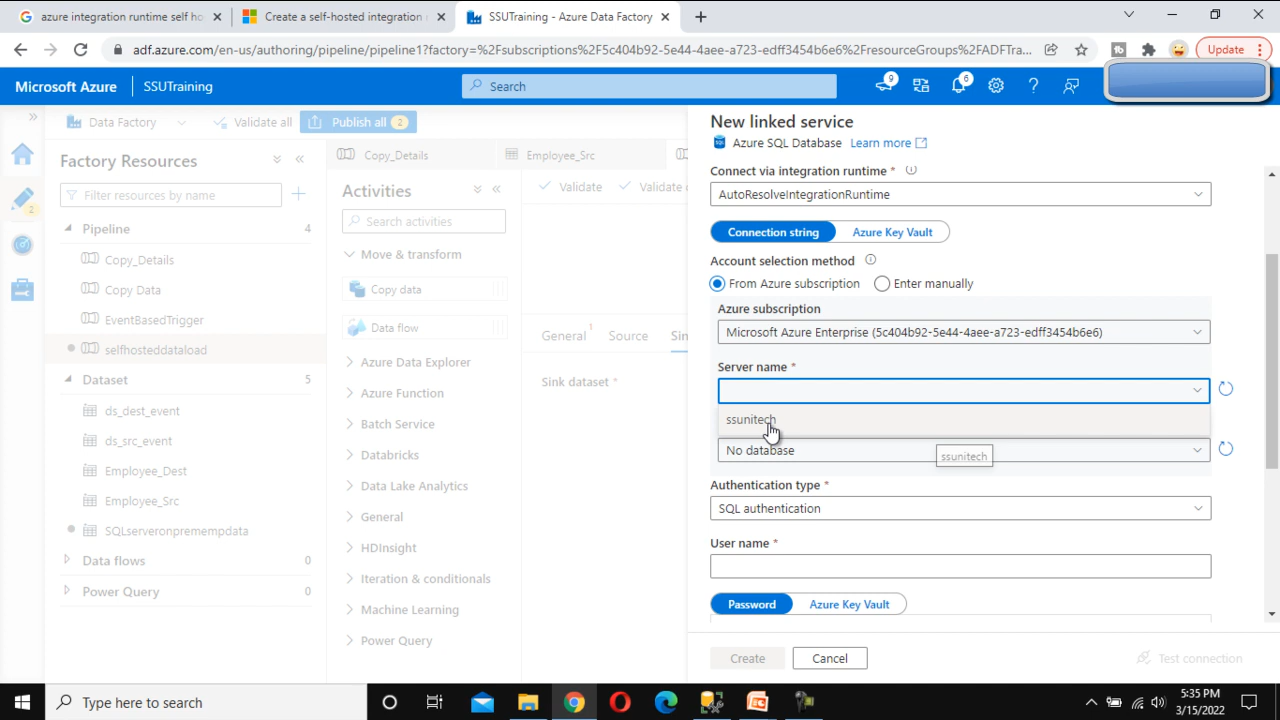 azure integration runtime self ho
Create a self-hosted integration r
SSUTraining - Azure Data Factory
adf.azure.com/en-us/authoring/pipeline/pipeline1?factory=%2Fsubscriptions%2F5c404b92-5e44-4aee-a723-edff3454b6e6%2FresourceGroups%2FADFTra...
Update
Microsoft Azure
SSUTraining
Search
9
6
Data Factory
Validate all
Publish all
2
Factory Resources
Filter resources by name
Pipeline
4
Copy_Details
Copy Data
EventBasedTrigger
selfhosteddataload
Dataset
5
ds_dest_event
ds_src_event
Employee_Dest
Employee_Src
SQLserveronpremempdata
Data flows
0
Power Query
0
2
Copy_Details
Employee_Src
Activities
Validate
Validate c
Search activities
Move & transform
Copy data
Data flow
Azure Data Explorer
Azure Function
Batch Service
Databricks
Data Lake Analytics
General
HDInsight
Iteration & conditionals
Machine Learning
Power Query
General 1
Source
Sin
Sink dataset *
New linked service
Azure SQL Database
Learn more
Connect via integration runtime *
AutoResolveIntegrationRuntime
Connection string
Azure Key Vault
Account selection method
From Azure subscription
Enter manually
Azure subscription
Microsoft Azure Enterprise (5c404b92-5e44-4aee-a723-edff3454b6e6)
Server name *
ssunitech
No database
ssunitech
Authentication type *
SQL authentication
User name *
Password
Azure Key Vault
Create
Cancel
Test connection
Type here to search
5:35 PM
3/15/2022